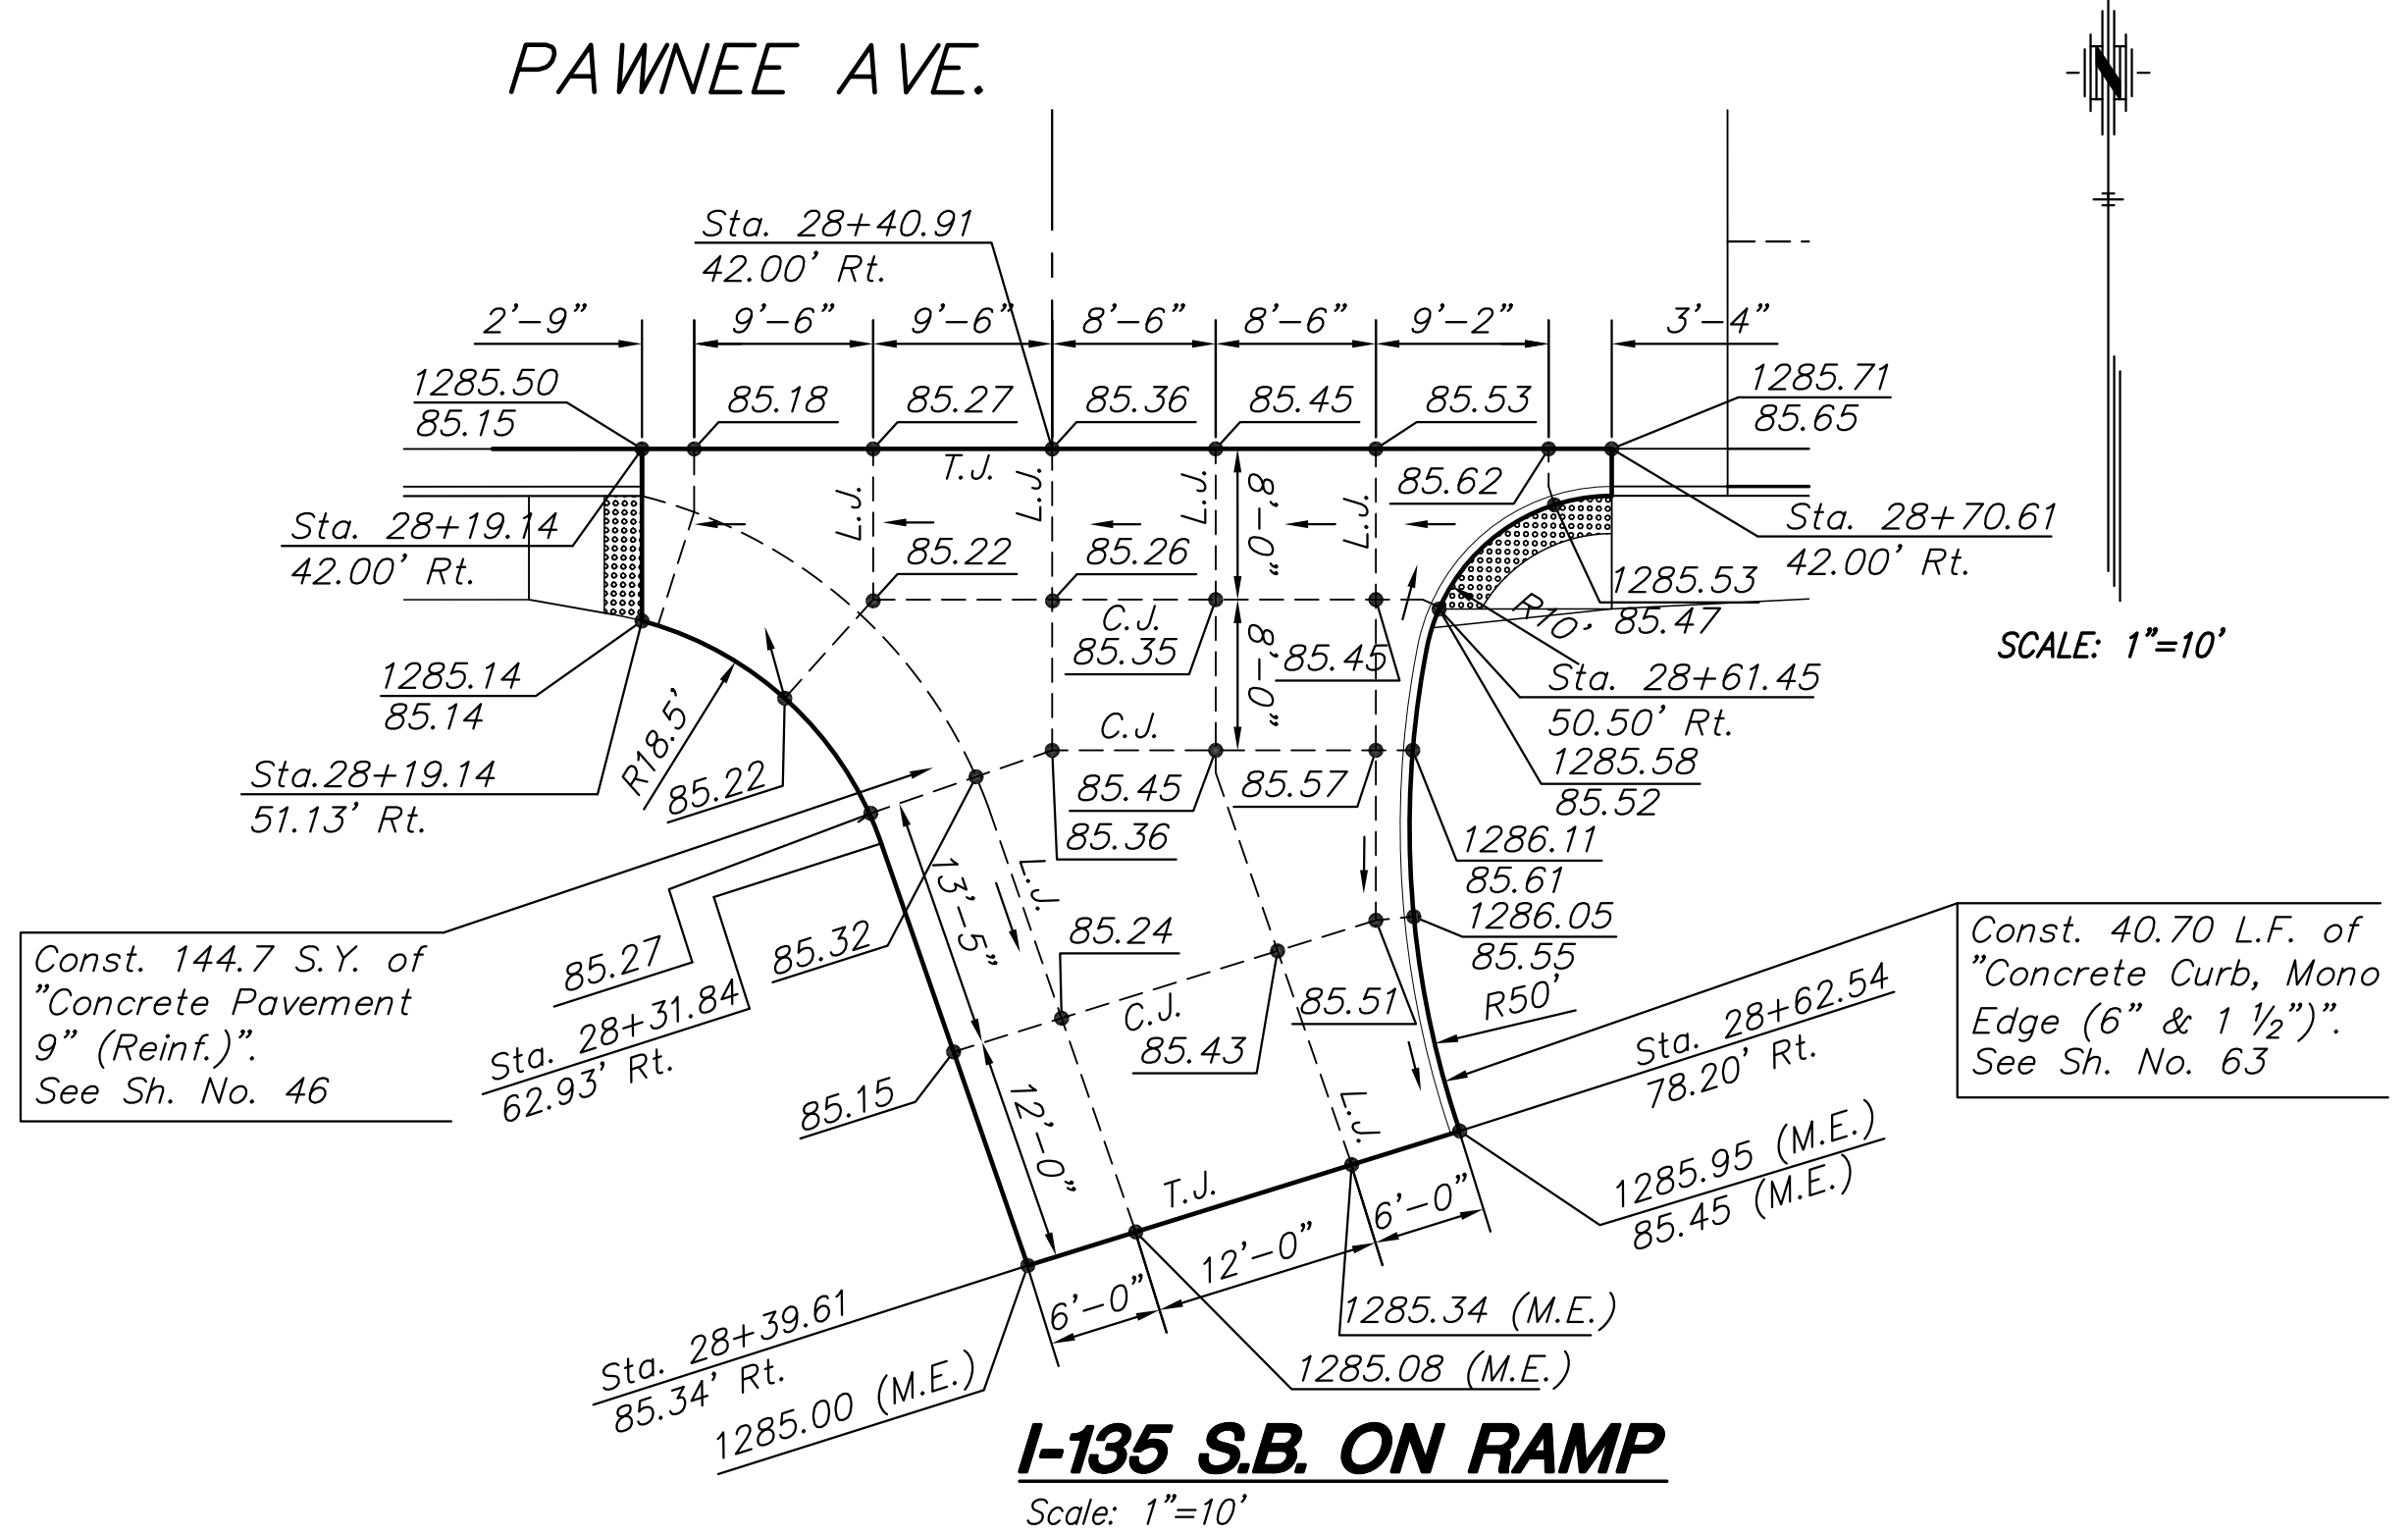 PAWNEE AVE.
N
Sta. 28+40.91
42.00' Rt.
2'-9"
9'-6"
9'-6"
8'-6"
8'-6"
9'-2"
3'-4"
1285.50
85.15
85.18
85.27
85.36
85.45
85.53
1285.71
85.65
T.J.
L.J.
L.J.
L.J.
L.J.
8'-0"
85.62
Sta. 28+19.14
42.00' Rt.
Sta. 28+70.61
42.00' Rt.
85.22
85.26
1285.53
85.47
R10'
C.J.
85.35
8'-0"
85.45
SCALE: 1"=10'
1285.14
85.14
Sta. 28+61.45
50.50' Rt.
R18.5'
85.22
C.J.
1285.58
85.52
Sta.28+19.14
51.13' Rt.
85.45
85.57
85.36
1286.11
85.61
13'-5"
L.J.
85.27
85.32
85.24
1286.05
85.55
Const. 144.7 S.Y. of
"Concrete Pavement
9" (Reinf.)".
See Sh. No. 46
Const. 40.70 L.F. of
"Concrete Curb, Mono
Edge (6" & 1 ½")".
See Sh. No. 63
Sta. 28+31.84
62.93' Rt.
C.J.
85.43
85.51
R50'
Sta. 28+62.54
78.20' Rt.
85.15
12'-0"
L.J.
T.J.
1285.95 (M.E.)
85.45 (M.E.)
6'-0"
12'-0"
6'-0"
Sta. 28+39.61
85.34' Rt.
1285.00 (M.E.)
1285.34 (M.E.)
1285.08 (M.E.)
I-135 S.B. ON RAMP
Scale: 1"=10'